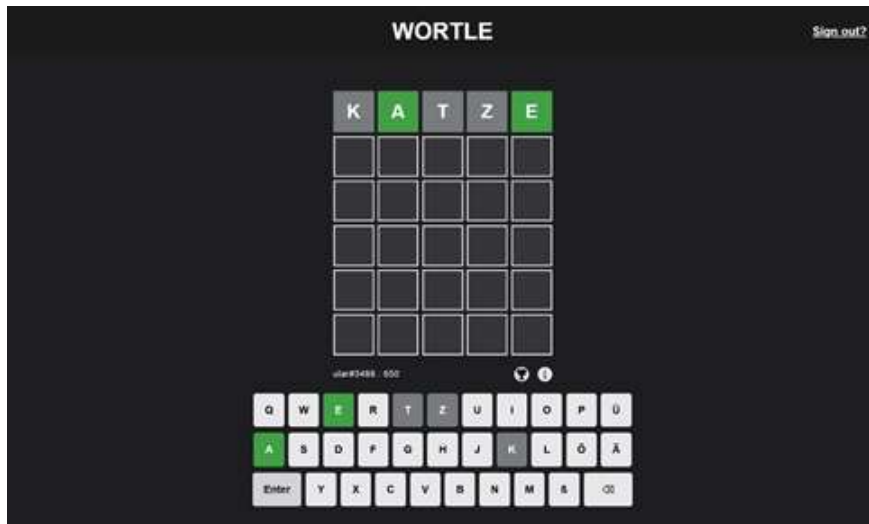 WORTLE
Sign out?
K A T Z E
Q W E R T Z U I O P Ü
A S D F G H J K L Ö Ä
Enter Y X C V B N M ß